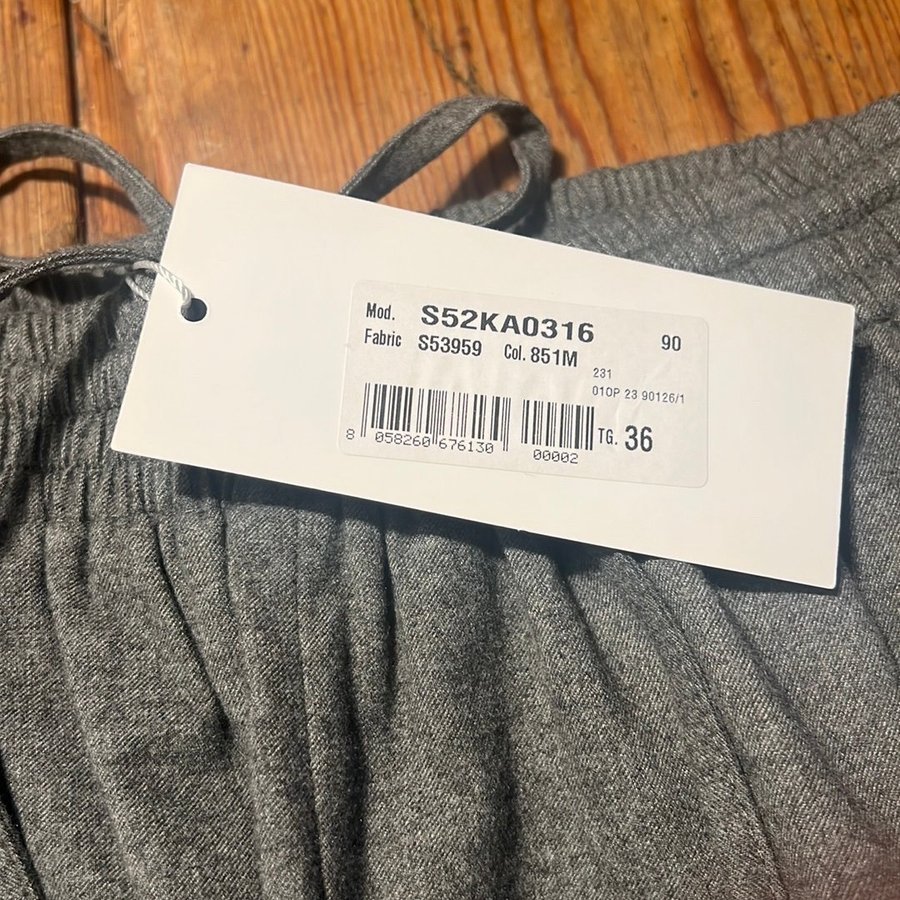 Mod. S52KA0316 90
Fabric S53959 Col. 851M
231
010P 23 90126/1
8 058260 676130 00002 TG. 36